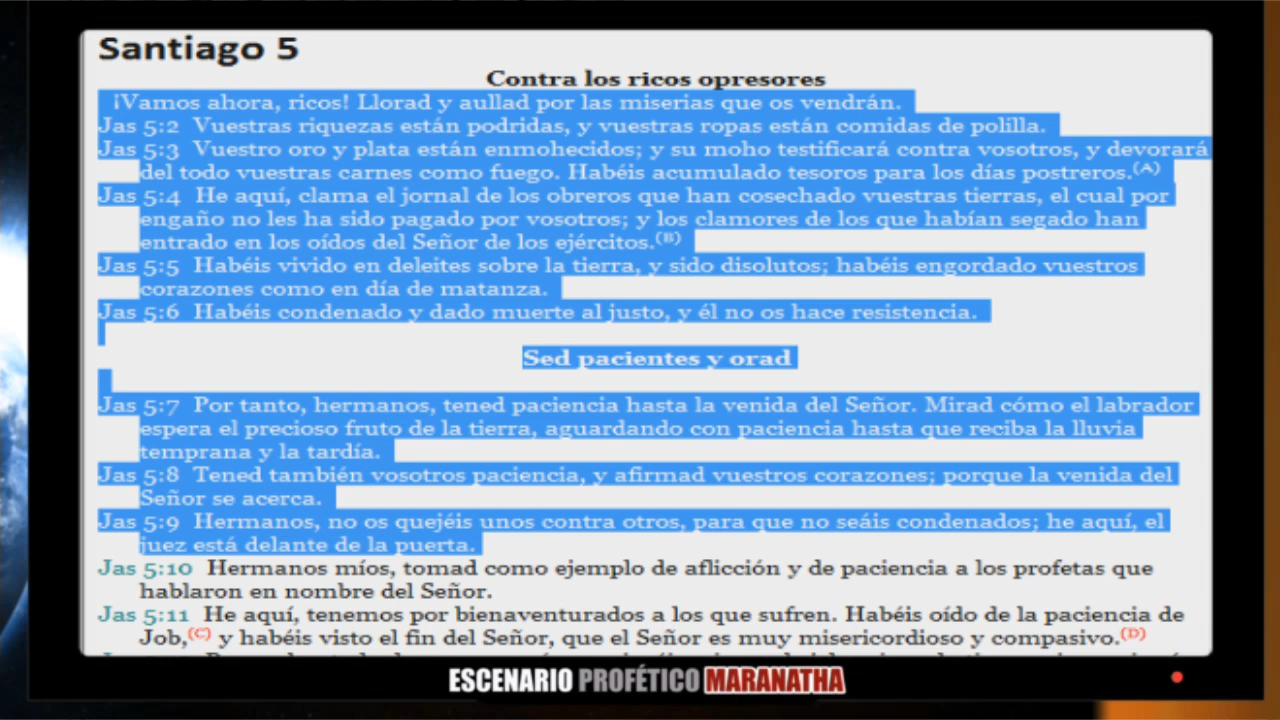 Santiago 5
Contra los ricos opresores
¡Vamos ahora, ricos! Llorad y aullad por las miserias que os vendrán.
Jas 5:2 Vuestras riquezas están podridas, y vuestras ropas están comidas de polilla.
Jas 5:3 Vuestro oro y plata están enmohecidos; y su moho testificará contra vosotros, y devorará
del todo vuestras carnes como fuego. Habéis acumulado tesoros para los días postreros.(A)
Jas 5:4 He aquí, clama el jornal de los obreros que han cosechado vuestras tierras, el cual por
engaño no les ha sido pagado por vosotros; y los clamores de los que habían segado han
entrado en los oídos del Señor de los ejércitos.(B)
Jas 5:5 Habéis vivido en deleites sobre la tierra, y sido disolutos; habéis engordado vuestros
corazones como en día de matanza.
Jas 5:6 Habéis condenado y dado muerte al justo, y él no os hace resistencia.
Sed pacientes y orad
Jas 5:7 Por tanto, hermanos, tened paciencia hasta la venida del Señor. Mirad cómo el labrador
espera el precioso fruto de la tierra, aguardando con paciencia hasta que reciba la lluvia
temprana y la tardía.
Jas 5:8 Tened también vosotros paciencia, y afirmad vuestros corazones; porque la venida del
Señor se acerca.
Jas 5:9 Hermanos, no os quejéis unos contra otros, para que no seáis condenados; he aquí, el
juez está delante de la puerta.
Jas 5:10 Hermanos míos, tomad como ejemplo de aflicción y de paciencia a los profetas que
hablaron en nombre del Señor.
Jas 5:11 He aquí, tenemos por bienaventurados a los que sufren. Habéis oído de la paciencia de
Job,(C) y habéis visto el fin del Señor, que el Señor es muy misericordioso y compasivo.(D)
ESCENARIO PROFÉTICO MARANATHA